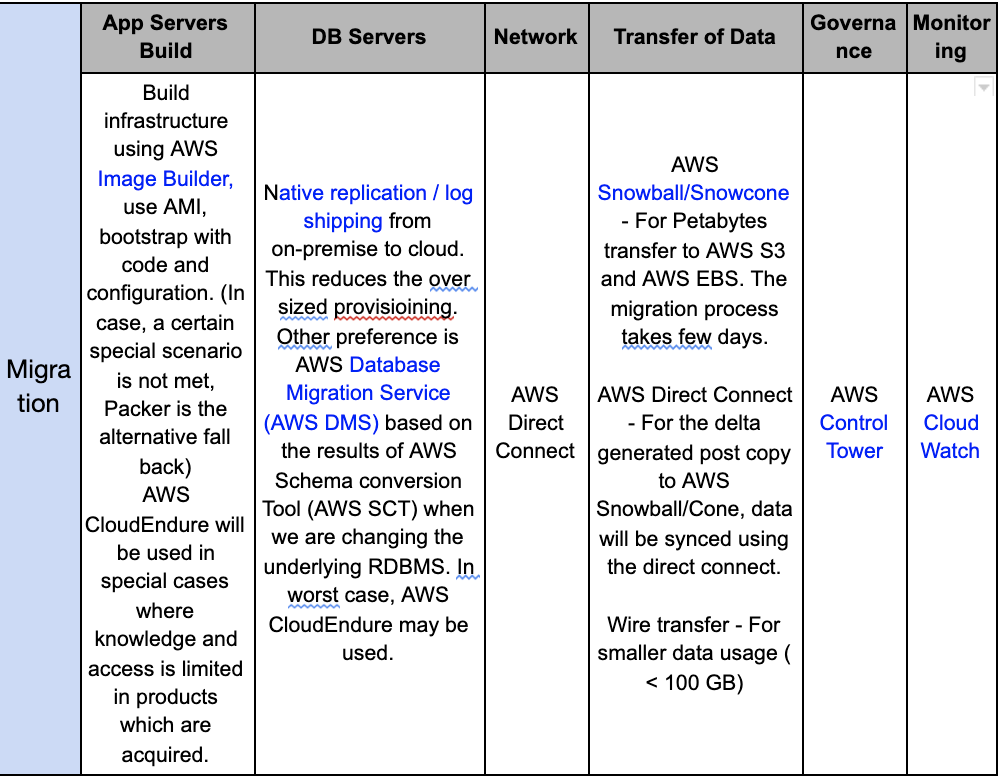 App Servers
Build
DB Servers
Network
Transfer of Data
Governa
nce
Monitor
ing
Migra
tion
Build
infrastructure
using AWS
Image Builder,
use AMI,
bootstrap with
code and
configuration. (In
case, a certain
special scenario
is not met,
Packer is the
alternative fall
back)
AWS
CloudEndure will
be used in
special cases
where
knowledge and
access is limited
in products
which are
acquired.
Native replication / log
shipping from
on-premise to cloud.
This reduces the over
sized provisioining.
Other preference is
AWS Database
Migration Service
(AWS DMS) based on
the results of AWS
Schema conversion
Tool (AWS SCT) when
we are changing the
underlying RDBMS. In
worst case, AWS
CloudEndure may be
used.
AWS
Direct
Connect
AWS
Snowball/Snowcone
- For Petabytes
transfer to AWS S3
and AWS EBS. The
migration process
takes few days.
AWS Direct Connect
- For the delta
generated post copy
to AWS
Snowball/Cone, data
will be synced using
the direct connect.
Wire transfer - For
smaller data usage (
< 100 GB)
AWS
Control
Tower
AWS
Cloud
Watch